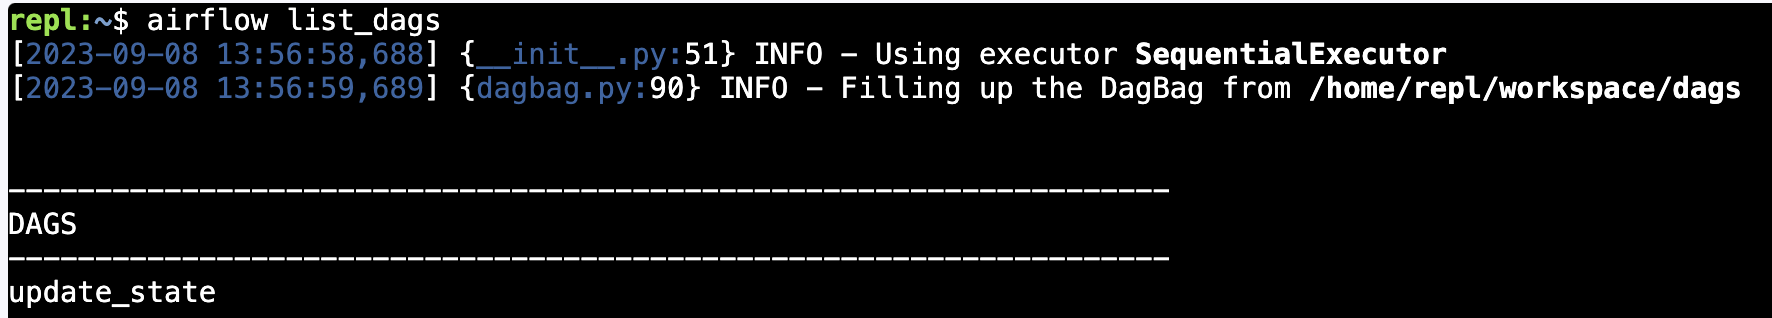 repl:~$ airflow list_dags
[2023-09-08 13:56:58,688] {__init__.py:51} INFO - Using executor SequentialExecutor
[2023-09-08 13:56:59,689] {dagbag.py:90} INFO - Filling up the DagBag from /home/repl/workspace/dags
-------------------------------------------------------------------
DAGS
-------------------------------------------------------------------
update_state